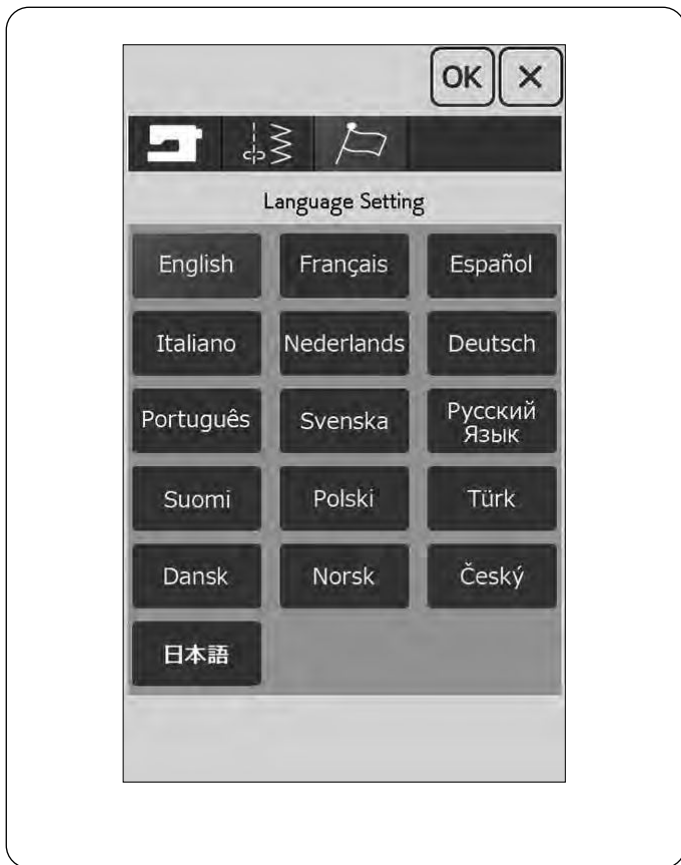 OK ×
Language Setting
English Français Español
Italiano Nederlands Deutsch
Português Svenska Русский
Язык
Suomi Polski Türk
Dansk Norsk Český
日本語